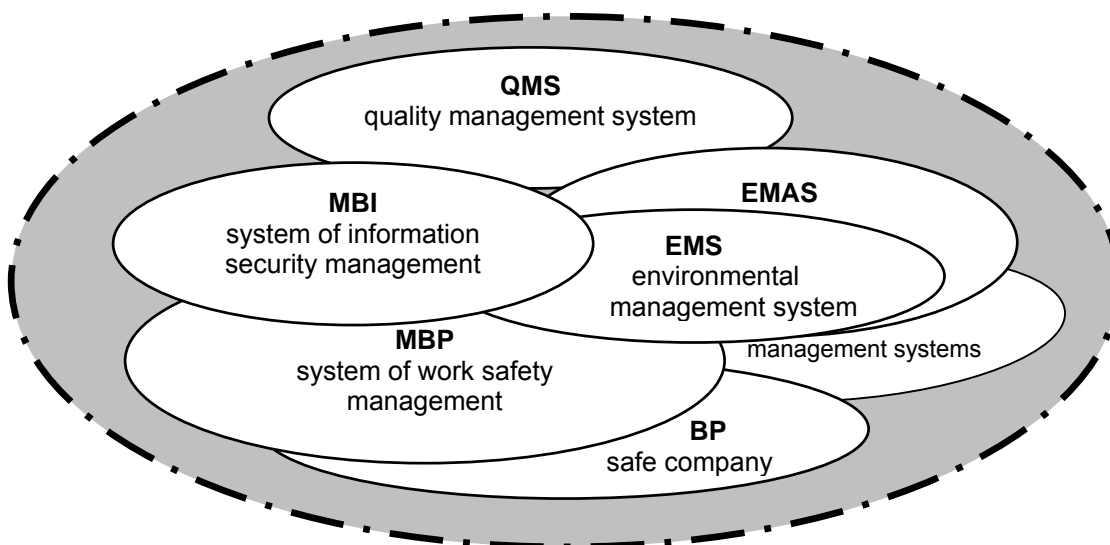 QMS
quality management system
EMAS
MBI
system of information
security management
EMS
environmental
management system
MBP
system of work safety
management
management systems
BP
safe company